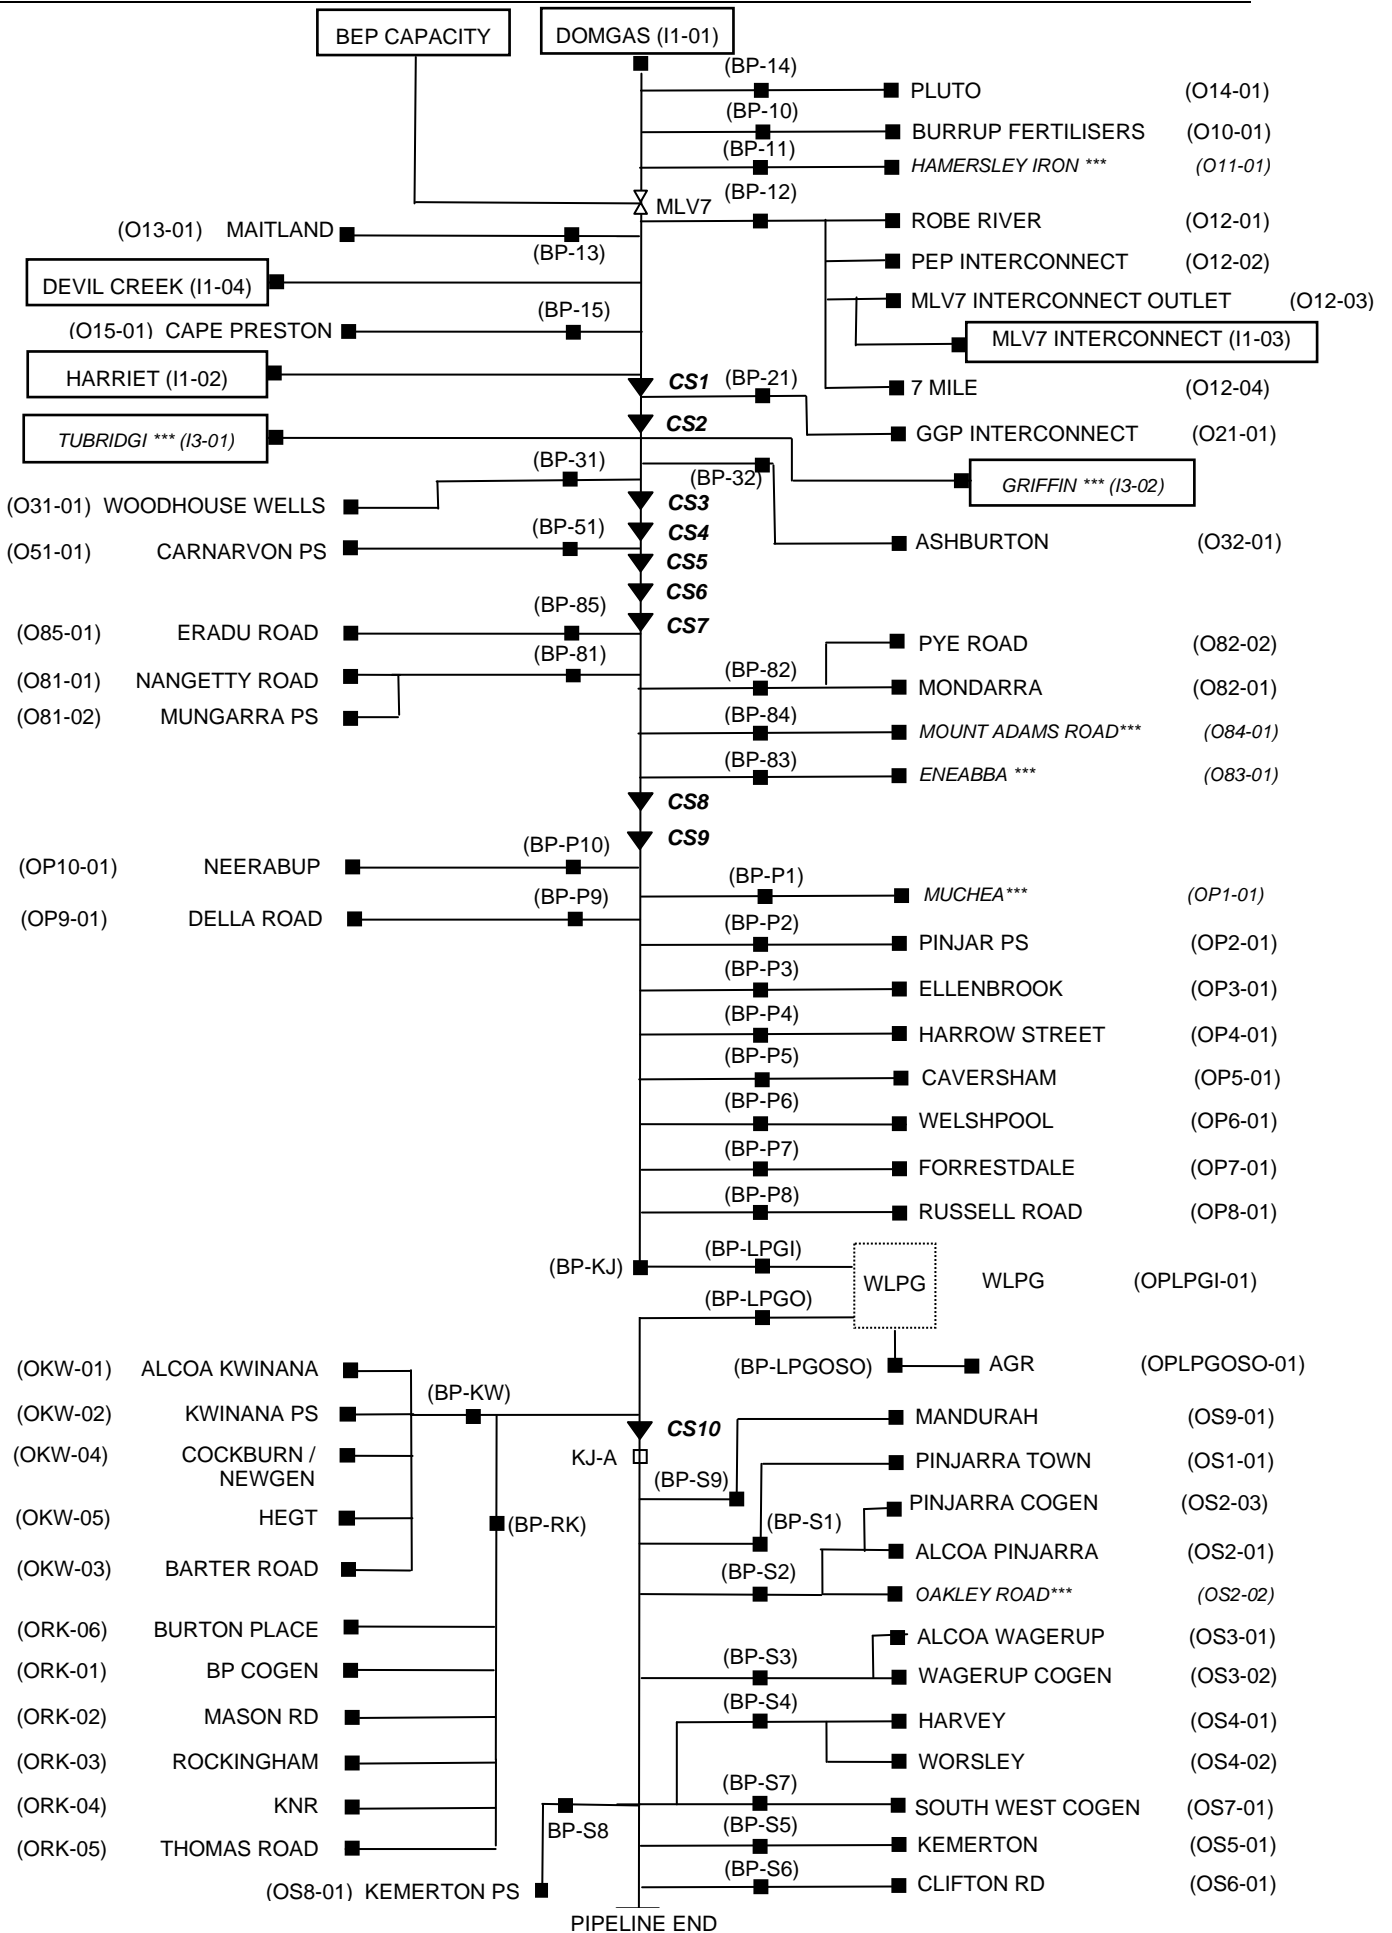 BEP CAPACITY
DOMGAS (I1-01)
(BP-14)
PLUTO (O14-01)
(BP-10)
BURRUP FERTILISERS (O10-01)
(BP-11)
HAMERSLEY IRON *** (O11-01)
(BP-12)
MLV7
ROBE RIVER (O12-01)
(O13-01) MAITLAND
(BP-13)
PEP INTERCONNECT (O12-02)
DEVIL CREEK (I1-04)
MLV7 INTERCONNECT OUTLET (O12-03)
(BP-15)
(O15-01) CAPE PRESTON
MLV7 INTERCONNECT (I1-03)
HARRIET (I1-02)
CS1
(BP-21)
7 MILE (O12-04)
CS2
GGP INTERCONNECT (O21-01)
TUBRIDGI *** (I3-01)
(BP-31)
(BP-32)
GRIFFIN *** (I3-02)
(O31-01) WOODHOUSE WELLS
CS3
(BP-51)
CS4
(O51-01) CARNARVON PS
ASHBURTON (O32-01)
CS5
CS6
(BP-85)
CS7
(O85-01) ERADU ROAD
PYE ROAD (O82-02)
(BP-81)
(BP-82)
(O81-01) NANGETTY ROAD
MONDARRA (O82-01)
(O81-02) MUNGARRA PS
(BP-84)
MOUNT ADAMS ROAD*** (O84-01)
(BP-83)
ENEABBA *** (O83-01)
CS8
CS9
(BP-P10)
(OP10-01) NEERABUP
(BP-P1)
MUCHEA*** (OP1-01)
(BP-P9)
(OP9-01) DELLA ROAD
(BP-P2)
PINJAR PS (OP2-01)
(BP-P3)
ELLENBROOK (OP3-01)
(BP-P4)
HARROW STREET (OP4-01)
(BP-P5)
CAVERSHAM (OP5-01)
(BP-P6)
WELSHPOOL (OP6-01)
(BP-P7)
FORRESTDALE (OP7-01)
(BP-P8)
RUSSELL ROAD (OP8-01)
(BP-LPGI)
(BP-KJ)
WLPG
WLPG (OPLPGI-01)
(BP-LPGO)
(BP-LPGOSO)
AGR (OPLPGOSO-01)
(OKW-01) ALCOA KWINANA
(BP-KW)
(OKW-02) KWINANA PS
MANDURAH (OS9-01)
CS10
(OKW-04) COCKBURN /
NEWGEN
KJ-A
PINJARRA TOWN (OS1-01)
(BP-S9)
PINJARRA COGEN (OS2-03)
(OKW-05) HEGT
(BP-RK)
(BP-S1)
ALCOA PINJARRA (OS2-01)
(OKW-03) BARTER ROAD
(BP-S2)
OAKLEY ROAD*** (OS2-02)
(ORK-06) BURTON PLACE
ALCOA WAGERUP (OS3-01)
(BP-S3)
(ORK-01) BP COGEN
WAGERUP COGEN (OS3-02)
(BP-S4)
(ORK-02) MASON RD
HARVEY (OS4-01)
(ORK-03) ROCKINGHAM
WORSLEY (OS4-02)
(BP-S7)
(ORK-04) KNR
SOUTH WEST COGEN (OS7-01)
BP-S8
(BP-S5)
(ORK-05) THOMAS ROAD
KEMERTON (OS5-01)
(BP-S6)
(OS8-01) KEMERTON PS
CLIFTON RD (OS6-01)
PIPELINE END